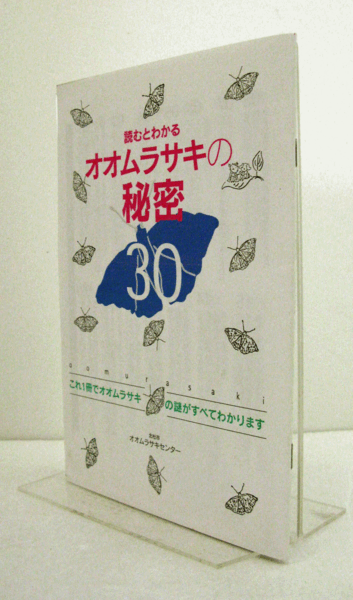 読むとわかる
オオムラサキの
秘密
30
oomurasaki
これ1冊でオオムラサキの謎がすべてわかります
オオムラサキセンター